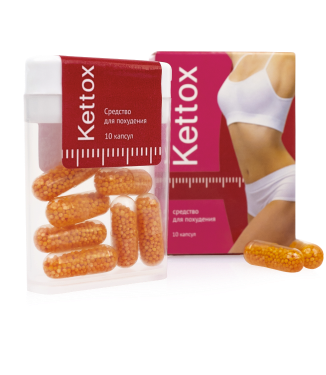 Kettox
Средство
для похудения
10 капсул
Kettox
средство
для похудения
10 капсул